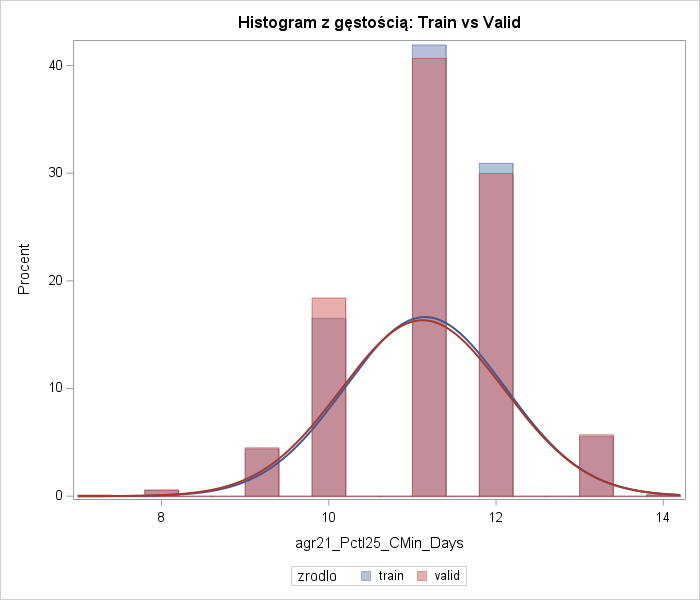 Histogram z gęstością: Train vs Valid
40
30
20
10
0
Procent
8
10
12
14
agr21_Pctl25_CMin_Days
zrodlo train valid